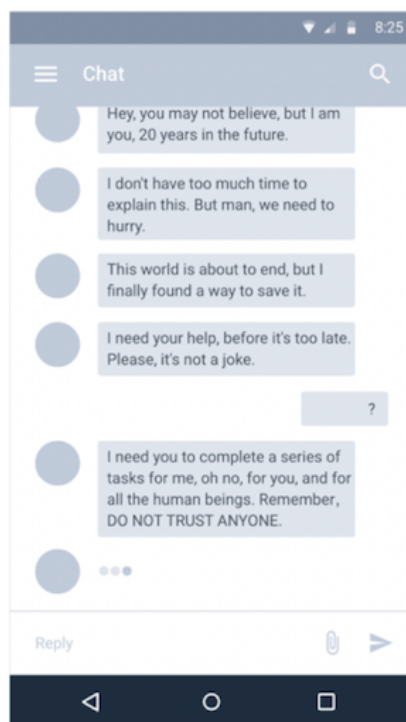 8:25
Chat
Hey, you may not believe, but I am
you, 20 years in the future.
I don't have too much time to
explain this. But man, we need to
hurry.
This world is about to end, but I
finally found a way to save it.
I need your help, before it's too late.
Please, it's not a joke.
?
I need you to complete a series of
tasks for me, oh no, for you, and for
all the human beings. Remember,
DO NOT TRUST ANYONE.
Reply